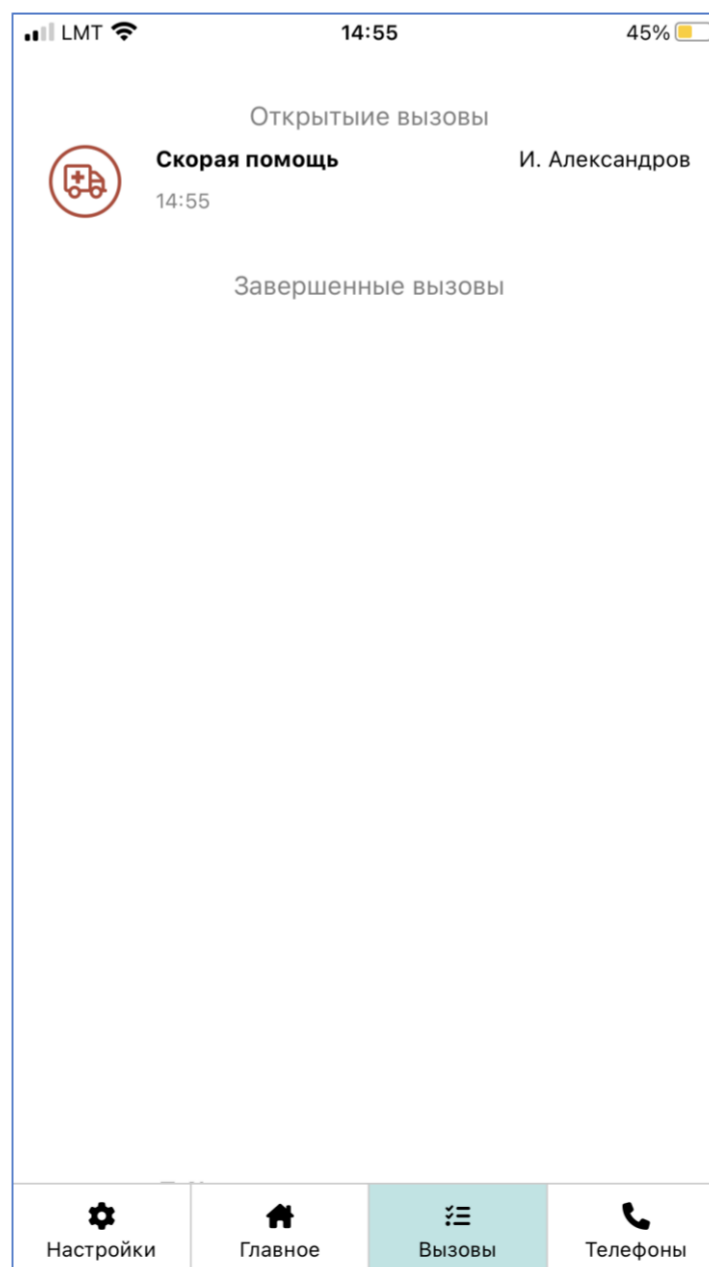 LMT 14:55 45%
Открытыие вызовы
Скорая помощь И. Александров
14:55
Завершенные вызовы
Настройки Главное Вызовы Телефоны